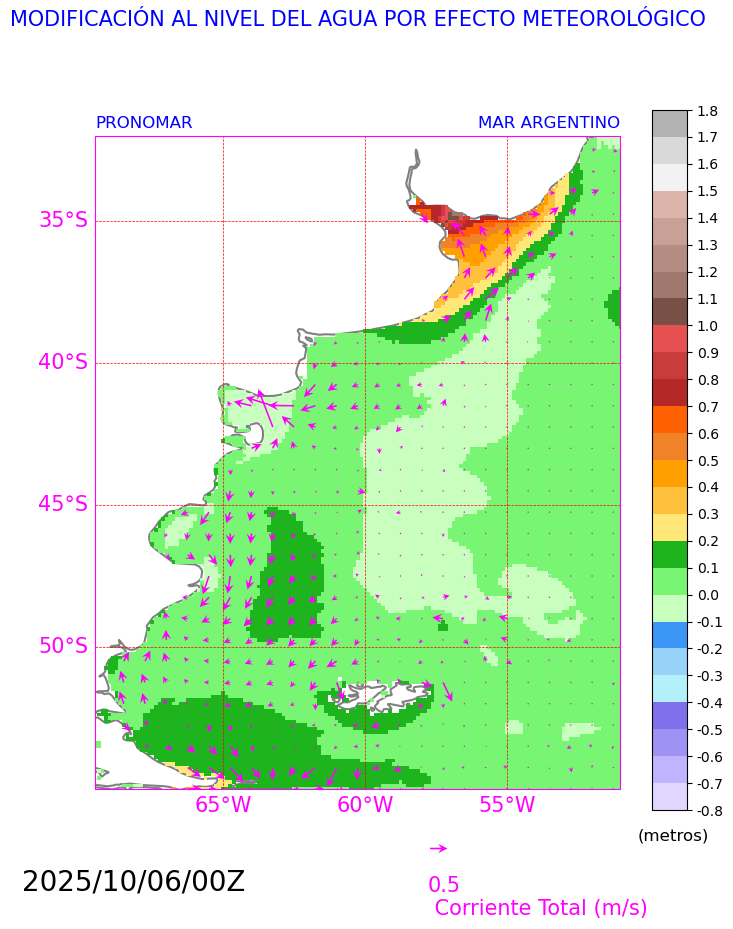 MODIFICACIÓN AL NIVEL DEL AGUA POR EFECTO METEOROLÓGICO
PRONOMAR MAR ARGENTINO
35°S
40°S
45°S
50°S
65°W 60°W 55°W
1.8
1.7
1.6
1.5
1.4
1.3
1.2
1.1
1.0
0.9
0.8
0.7
0.6
0.5
0.4
0.3
0.2
0.1
0.0
-0.1
-0.2
-0.3
-0.4
-0.5
-0.6
-0.7
-0.8
(metros)
2025/10/06/00Z
0.5
Corriente Total (m/s)